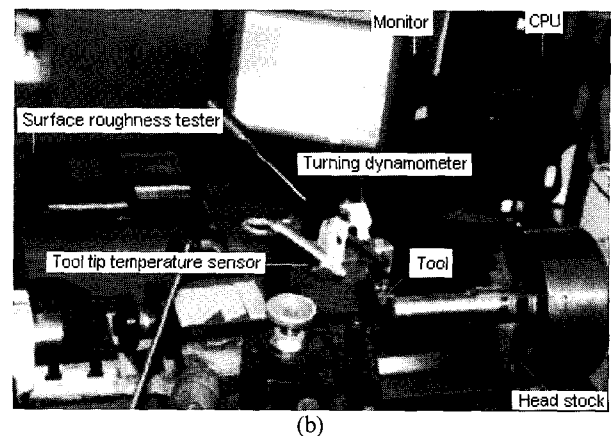 Monitor
CPU
Surface roughness tester
Turning dynamometer
Tool tip temperature sensor
Tool
Head stock
(b)